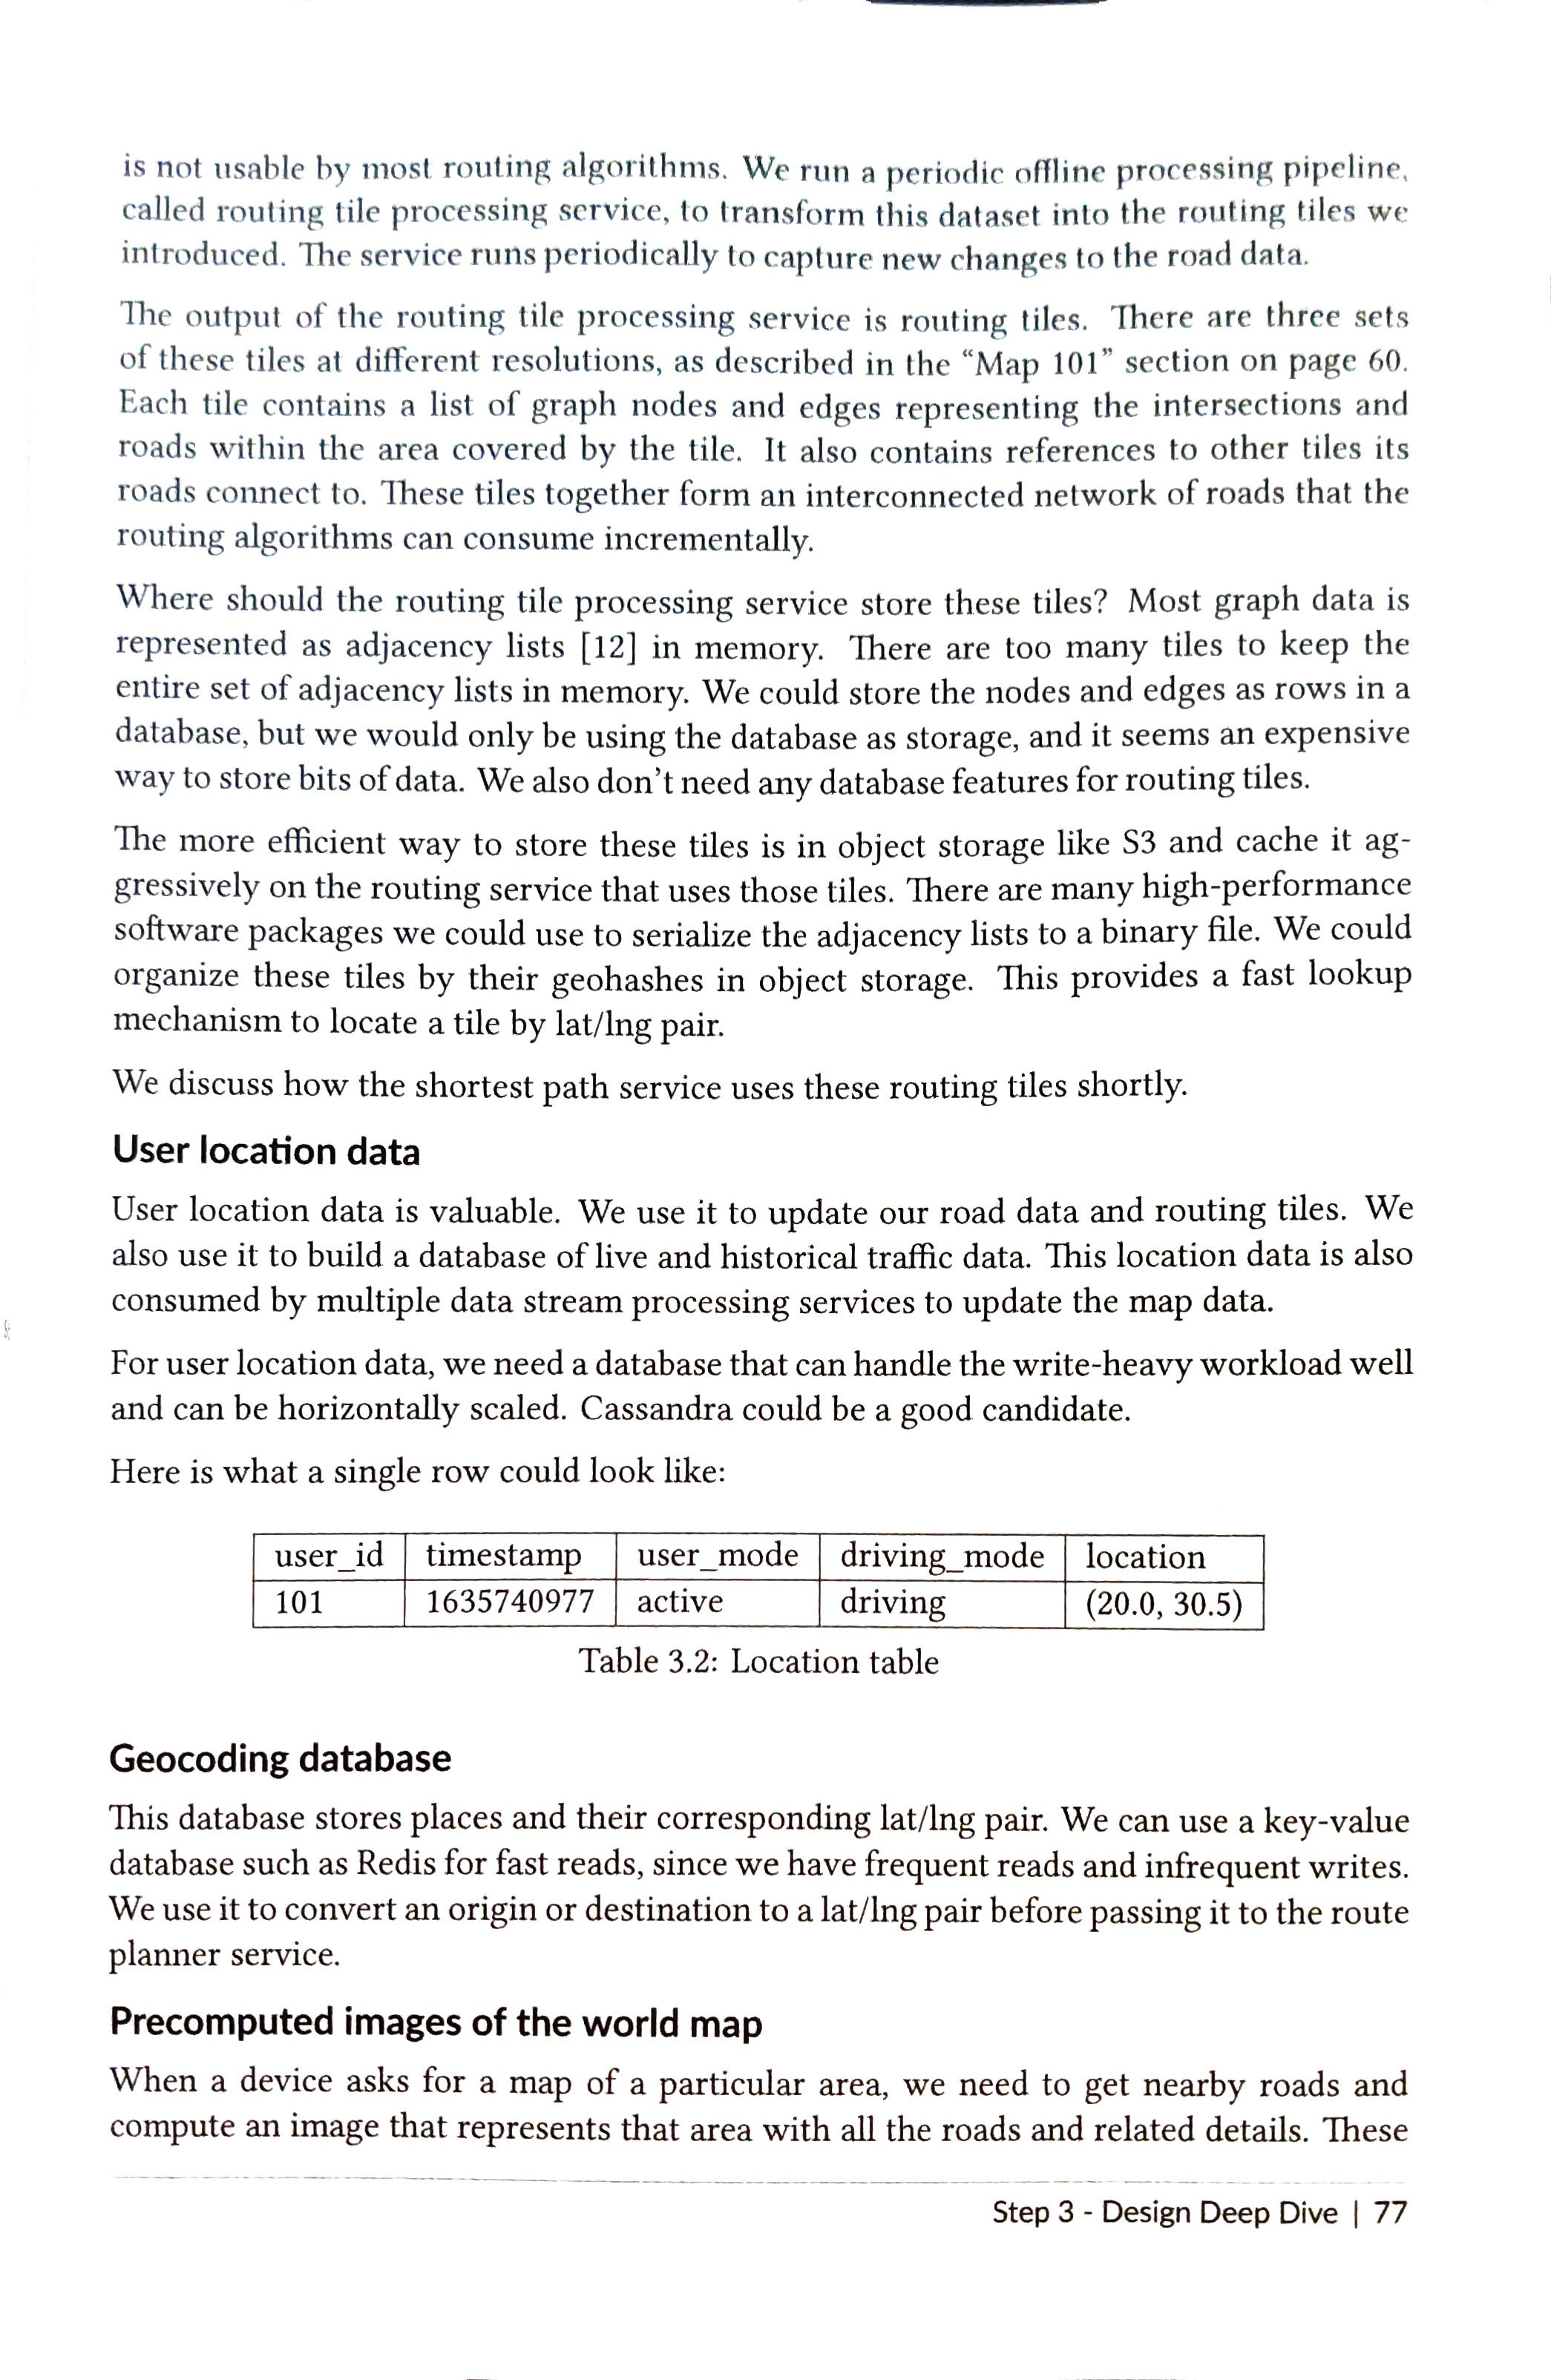 is not usable by most routing algorithms. We run a periodic offline processing pipeline,
called routing tile processing service, to transform this dataset into the routing tiles we
introduced. The service runs periodically to capture new changes to the road data.
The output of the routing tile processing service is routing tiles. There are three sets
of these tiles at different resolutions, as described in the “Map 101” section on page 60.
Each tile contains a list of graph nodes and edges representing the intersections and
roads within the area covered by the tile. It also contains references to other tiles its
roads connect to. These tiles together form an interconnected network of roads that the
routing algorithms can consume incrementally.
Where should the routing tile processing service store these tiles? Most graph data is
represented as adjacency lists [12] in memory. There are too many tiles to keep the
entire set of adjacency lists in memory. We could store the nodes and edges as rows in a
database, but we would only be using the database as storage, and it seems an expensive
way to store bits of data. We also don’t need any database features for routing tiles.
The more efficient way to store these tiles is in object storage like S3 and cache it ag-
gressively on the routing service that uses those tiles. There are many high-performance
software packages we could use to serialize the adjacency lists to a binary file. We could
organize these tiles by their geohashes in object storage. This provides a fast lookup
mechanism to locate a tile by lat/lng pair.
We discuss how the shortest path service uses these routing tiles shortly.
User location data
User location data is valuable. We use it to update our road data and routing tiles. We
also use it to build a database of live and historical traffic data. This location data is also
consumed by multiple data stream processing services to update the map data.
For user location data, we need a database that can handle the write-heavy workload well
and can be horizontally scaled. Cassandra could be a good candidate.
Here is what a single row could look like:
user_id timestamp user_mode driving_mode location
101 1635740977 active driving (20.0, 30.5)
Table 3.2: Location table
Geocoding database
This database stores places and their corresponding lat/lng pair. We can use a key-value
database such as Redis for fast reads, since we have frequent reads and infrequent writes.
We use it to convert an origin or destination to a lat/lng pair before passing it to the route
planner service.
Precomputed images of the world map
When a device asks for a map of a particular area, we need to get nearby roads and
compute an image that represents that area with all the roads and related details. These
Step 3 - Design Deep Dive | 77